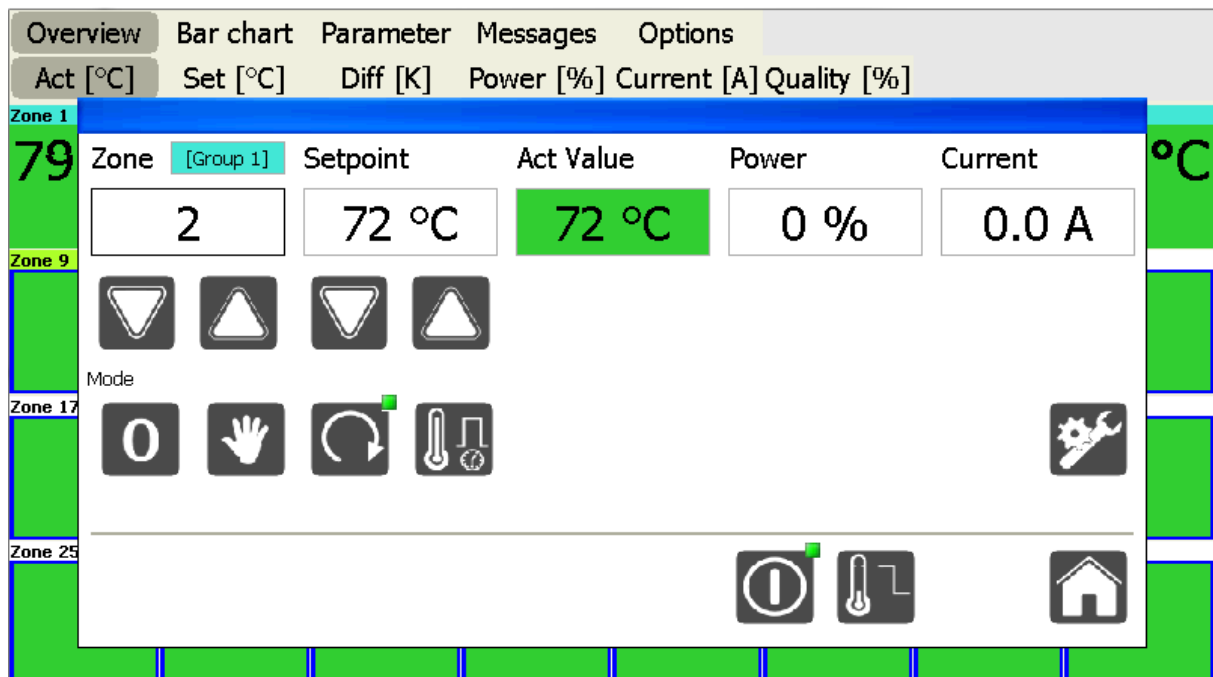 Overview Bar chart Parameter Messages Options
Act [°C] Set [°C] Diff [K] Power [%] Current [A] Quality [%]
Zone 1
79 °C
Zone [Group 1] Setpoint Act Value Power Current
2 72 °C 72 °C 0 % 0.0 A
Zone 9
Mode
Zone 17
0
Zone 25